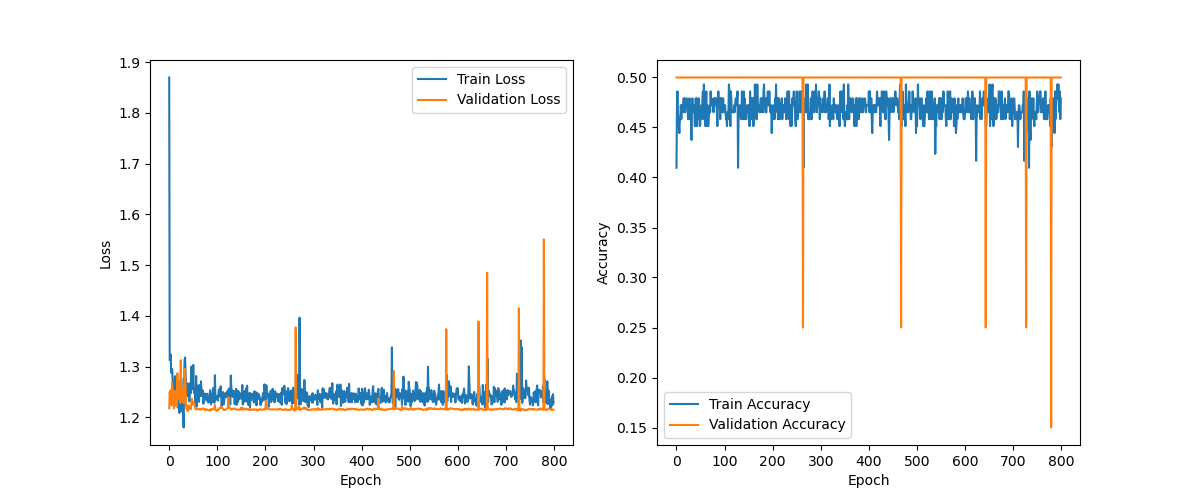 1.9
1.8
1.7
1.6
1.5
1.4
1.3
1.2
Loss
Train Loss
Validation Loss
0 100 200 300 400 500 600 700 800
Epoch
0.50
0.45
0.40
0.35
0.30
0.25
0.20
0.15
Accuracy
Train Accuracy
Validation Accuracy
0 100 200 300 400 500 600 700 800
Epoch